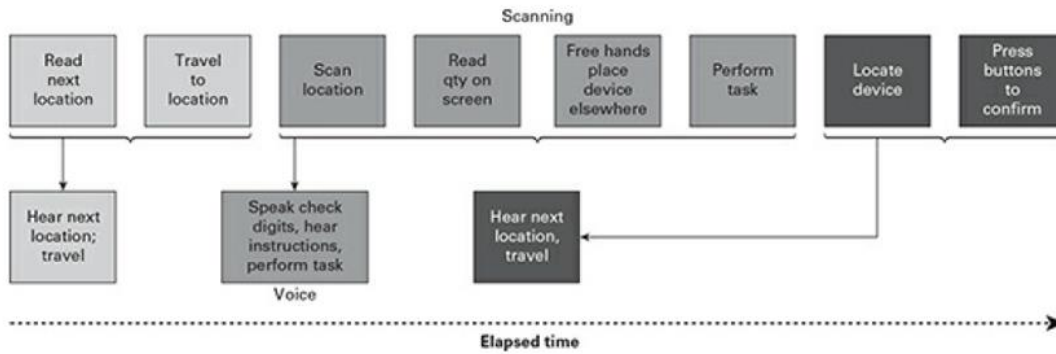 Scanning
Read
next
location
Travel
to
location
Scan
location
Read
qty on
screen
Free hands
place
device
elsewhere
Perform
task
Locate
device
Press
buttons
to
confirm
Hear next
location;
travel
Speak check
digits, hear
instructions,
perform task
Hear next
location,
travel
Voice
Elapsed time